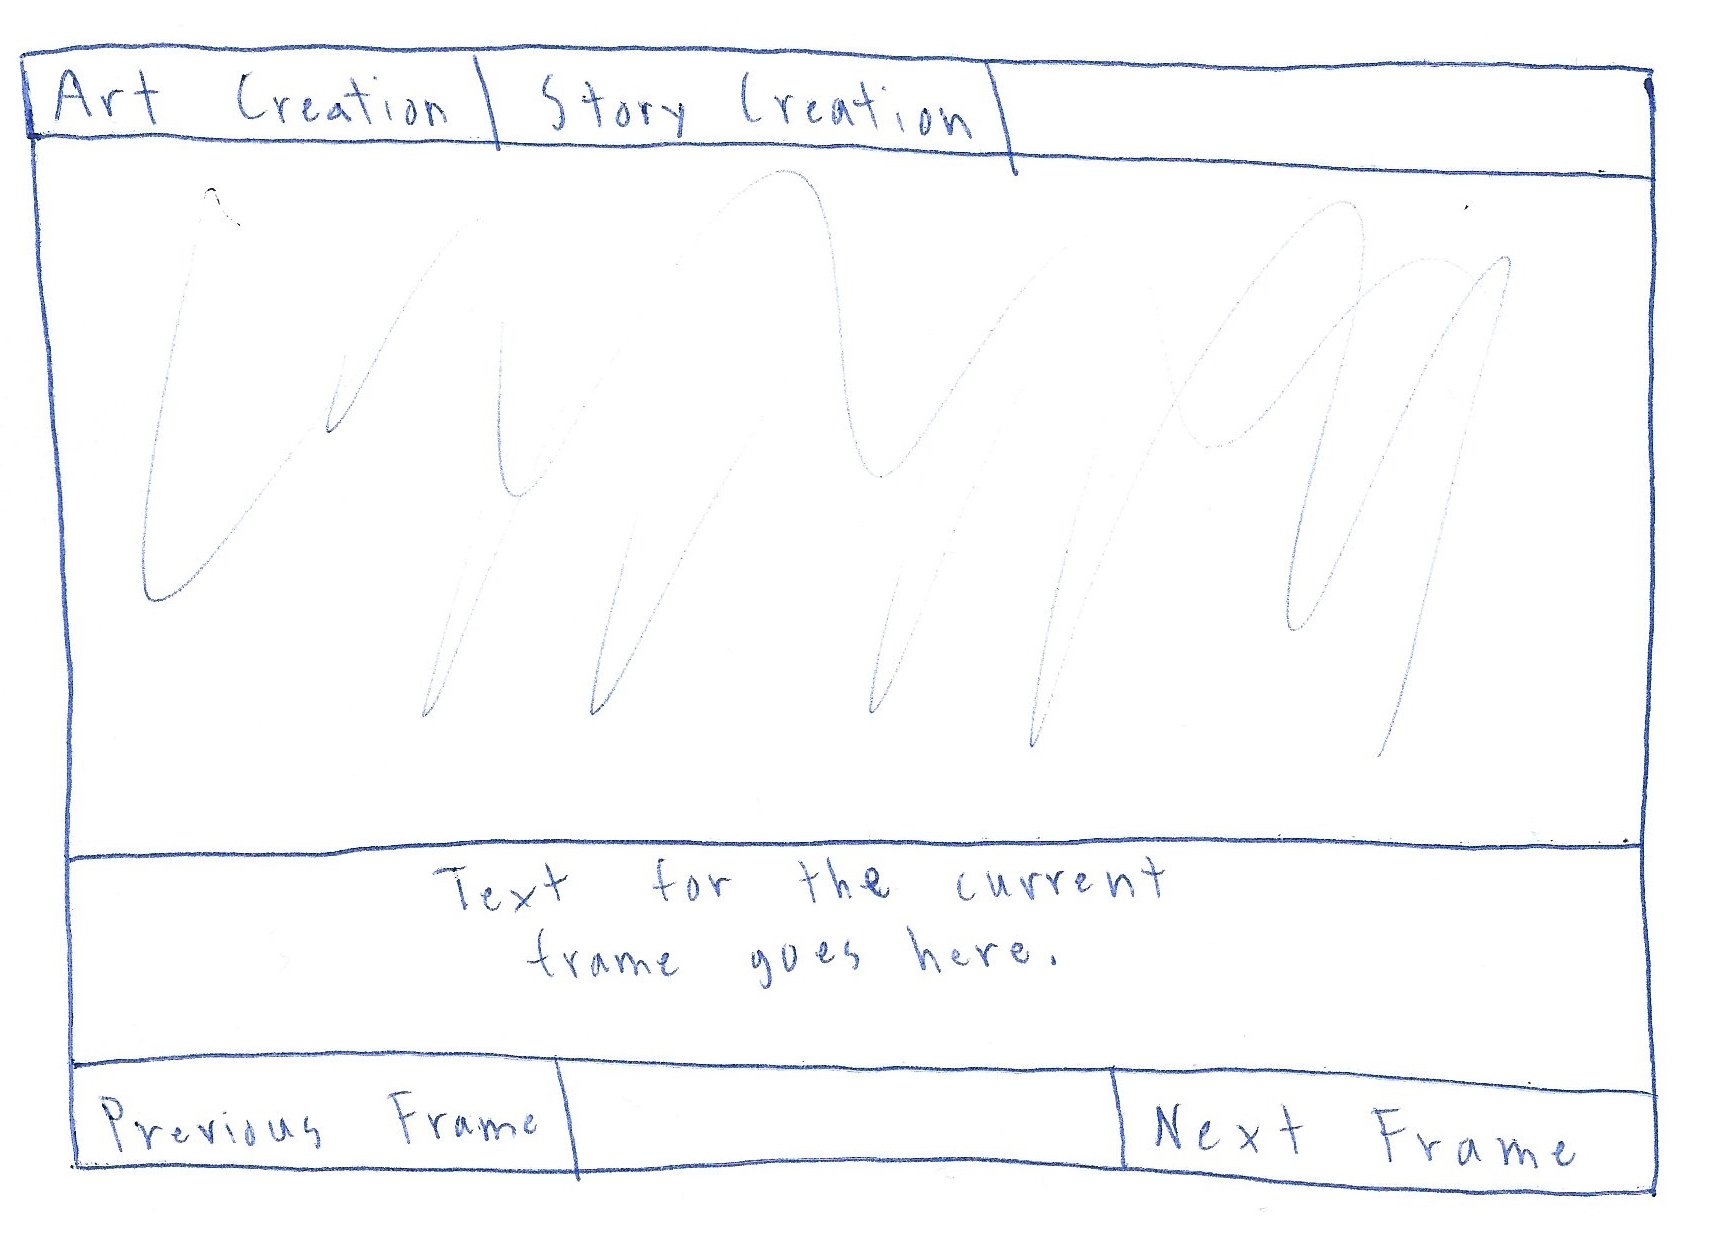 Art Creation
Story Creation
Text for the current
frame goes here.
Previous Frame
Next Frame